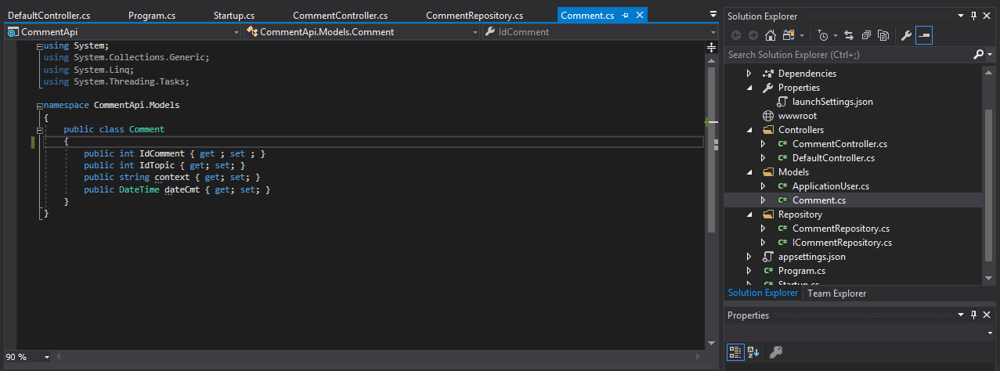 DefaultController.cs Program.cs Startup.cs CommentController.cs CommentRepository.cs Comment.cs
CommentApi CommentApi.Models.Comment IdComment
using System;
using System.Collections.Generic;
using System.Linq;
using System.Threading.Tasks;
namespace CommentApi.Models
{
public class Comment
{
public int IdComment { get ; set ; }
public int IdTopic { get; set; }
public string context { get; set; }
public DateTime dateCmt { get; set; }
}
}
90 %
Solution Explorer
Search Solution Explorer (Ctrl+;)
Dependencies
Properties
launchSettings.json
wwwroot
Controllers
C# CommentController.cs
C# DefaultController.cs
Models
C# ApplicationUser.cs
C# Comment.cs
Repository
C# CommentRepository.cs
C# ICommentRepository.cs
appsettings.json
C# Program.cs
C# Startup.cs
Solution Explorer Team Explorer
Properties